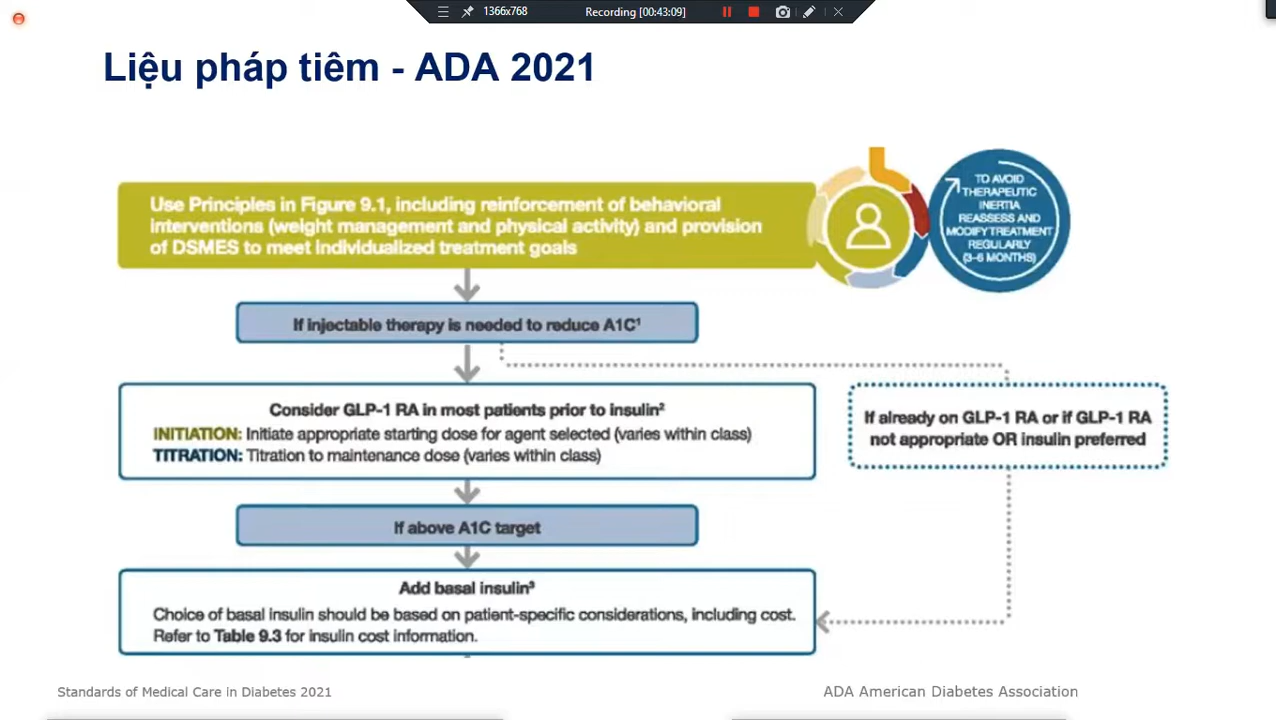 1366x768
Recording [00:43:09]
Liệu pháp tiêm - ADA 2021
Use Principles in Figure 9.1, including reinforcement of behavioral
interventions (weight management and physical activity) and provision
of DSMES to meet individualized treatment goals
TO AVOID
THERAPEUTIC
INERTIA
REASSESS AND
MODIFY TREATMENT
REGULARLY
(3–6 MONTHS)
If injectable therapy is needed to reduce A1C¹
Consider GLP-1 RA in most patients prior to insulin²
INITIATION: Initiate appropriate starting dose for agent selected (varies within class)
TITRATION: Titration to maintenance dose (varies within class)
If already on GLP-1 RA or if GLP-1 RA
not appropriate OR insulin preferred
If above A1C target
Add basal insulin³
Choice of basal insulin should be based on patient-specific considerations, including cost.
Refer to Table 9.3 for insulin cost information.
Standards of Medical Care in Diabetes 2021
ADA American Diabetes Association